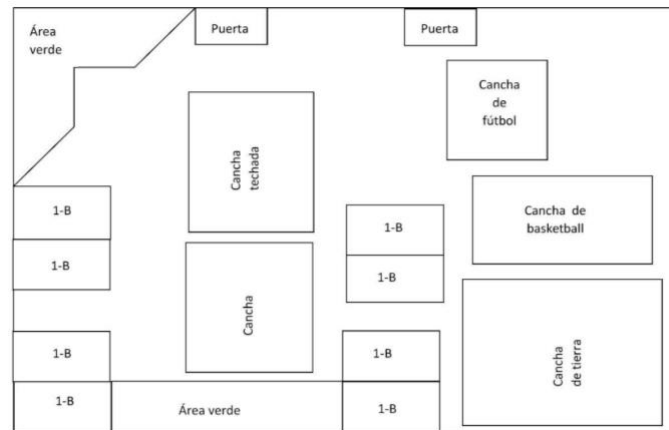 Área
verde
Puerta
Puerta
Cancha
de
fútbol
Cancha
techada
1-B
1-B
Cancha de
basketball
1-B
1-B
Cancha
1-B
1-B
Cancha
de tierra
1-B
Área verde
1-B